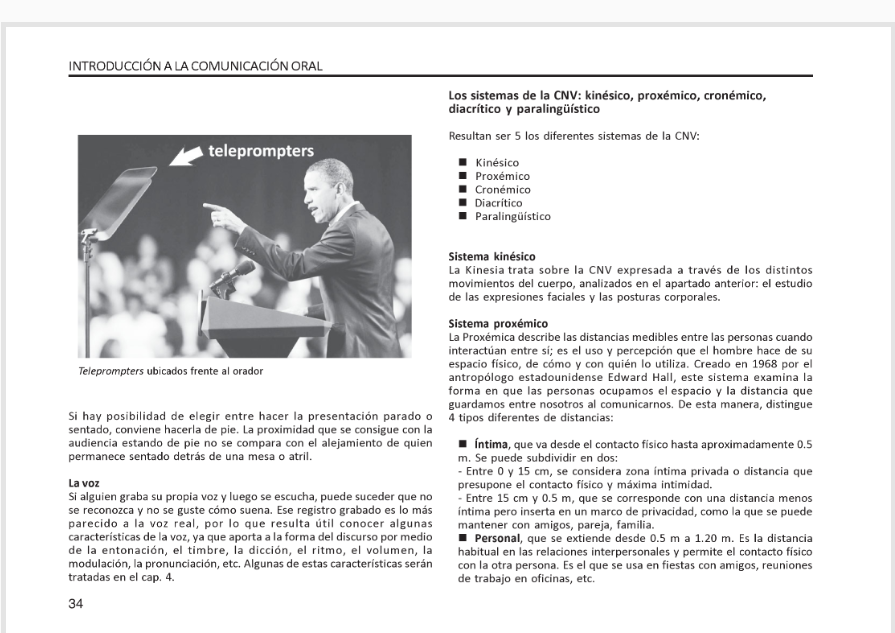 INTRODUCCIÓN A LA COMUNICACIÓN ORAL
teleprompters
Teleprompters ubicados frente al orador
Si hay posibilidad de elegir entre hacer la presentación parado o
sentado, conviene hacerla de pie. La proximidad que se consigue con la
audiencia estando de pie no se compara con el alejamiento de quien
permanece sentado detrás de una mesa o atril.
La voz
Si alguien graba su propia voz y luego se escucha, puede suceder que no
se reconozca y no se guste cómo suena. Ese registro grabado es lo más
parecido a la voz real, por lo que resulta útil conocer algunas
características de la voz, ya que aporta a la forma del discurso por medio
de la entonación, el timbre, la dicción, el ritmo, el volumen, la
modulación, la pronunciación, etc. Algunas de estas características serán
tratadas en el cap. 4.
34
Los sistemas de la CNV: kinésico, proxémico, cronémico,
diacrítico y paralingüístico
Resultan ser 5 los diferentes sistemas de la CNV:
■ Kinésico
■ Proxémico
■ Cronémico
■ Diacrítico
■ Paralingüístico
Sistema kinésico
La Kinesia trata sobre la CNV expresada a través de los distintos
movimientos del cuerpo, analizados en el apartado anterior: el estudio
de las expresiones faciales y las posturas corporales.
Sistema proxémico
La Proxémica describe las distancias medibles entre las personas cuando
interactúan entre sí; es el uso y percepción que el hombre hace de su
espacio físico, de cómo y con quién lo utiliza. Creado en 1968 por el
antropólogo estadounidense Edward Hall, este sistema examina la
forma en que las personas ocupamos el espacio y la distancia que
guardamos entre nosotros al comunicarnos. De esta manera, distingue
4 tipos diferentes de distancias:
■ Íntima, que va desde el contacto físico hasta aproximadamente 0.5
m. Se puede subdividir en dos:
- Entre 0 y 15 cm, se considera zona íntima privada o distancia que
presupone el contacto físico y máxima intimidad.
- Entre 15 cm y 0.5 m, que se corresponde con una distancia menos
íntima pero inserta en un marco de privacidad, como la que se puede
mantener con amigos, pareja, familia.
■ Personal, que se extiende desde 0.5 m a 1.20 m. Es la distancia
habitual en las relaciones interpersonales y permite el contacto físico
con la otra persona. Es el que se usa en fiestas con amigos, reuniones
de trabajo en oficinas, etc.